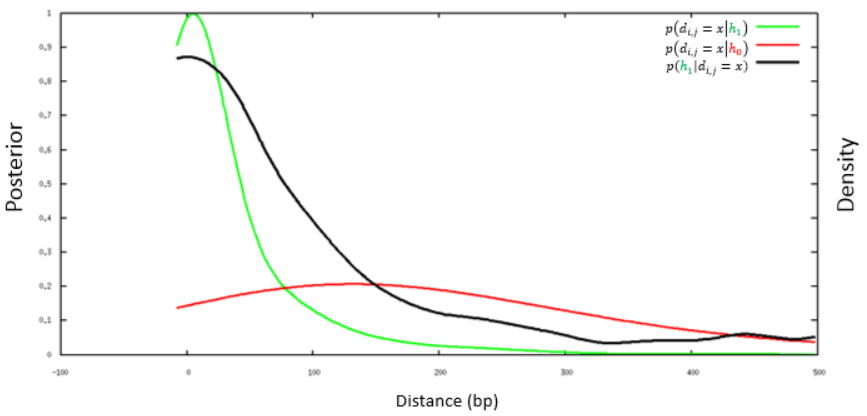 p(d_{i,j} = x|h_1)
p(d_{i,j} = x|h_0)
p(h_1|d_{i,j} = x)
1
0.9
0.8
0.7
0.6
0.5
0.4
0.3
0.2
0.1
0
-100 0 100 200 300 400 500
Posterior
Density
Distance (bp)